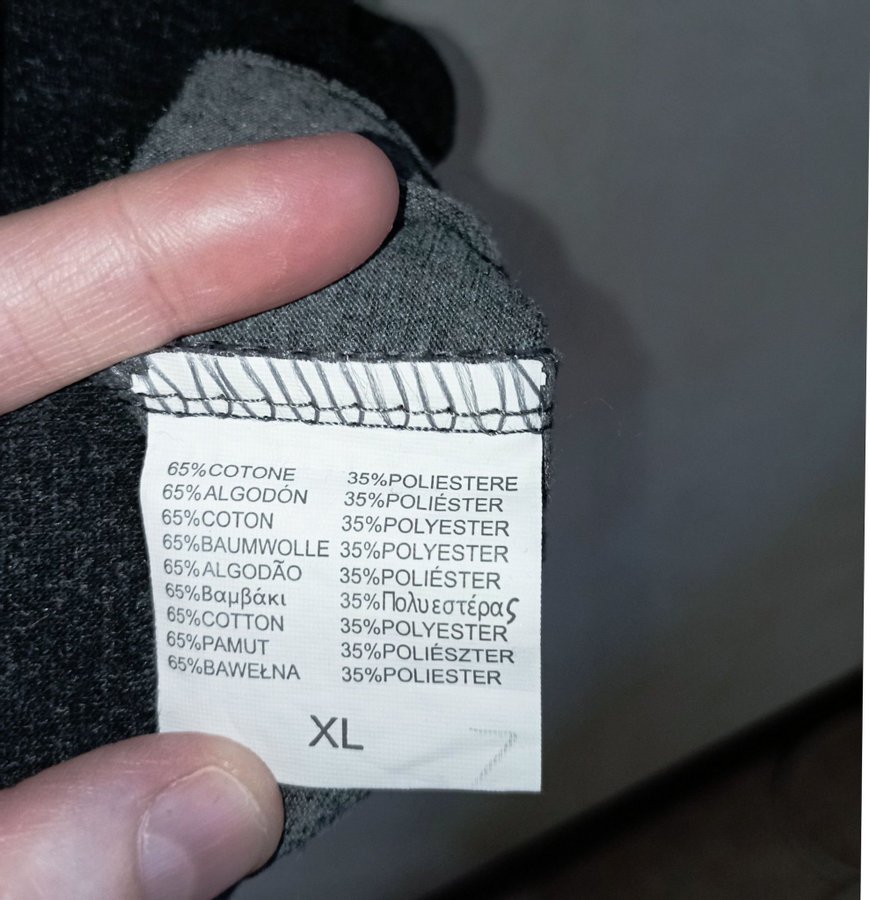 65%COTONE 35%POLIESTERE
65%ALGODÓN 35%POLIÉSTER
65%COTON 35%POLYESTER
65%BAUMWOLLE 35%POLYESTER
65%ALGODÃO 35%POLIÉSTER
65%Βαμβάκι 35%Πολυεστέρας
65%COTTON 35%POLYESTER
65%PAMUT 35%POLIÉSZTER
65%BAWEŁNA 35%POLIESTER
XL